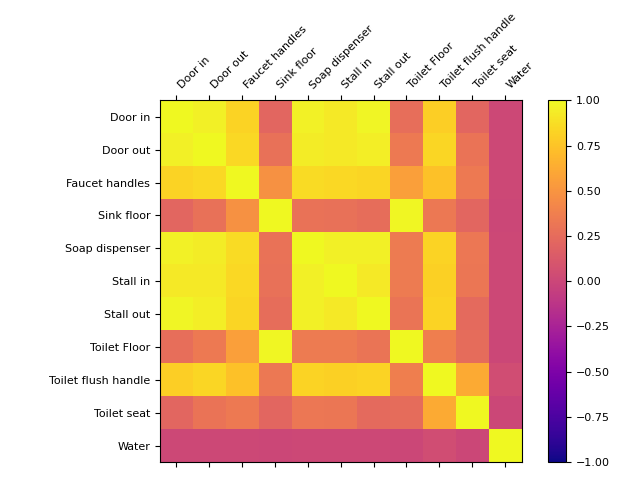 Door in
Door out
Faucet handles
Sink floor
Soap dispenser
Stall in
Stall out
Toilet Floor
Toilet flush handle
Toilet seat
Water
Door in
Door out
Faucet handles
Sink floor
Soap dispenser
Stall in
Stall out
Toilet Floor
Toilet flush handle
Toilet seat
Water
1.00
0.75
0.50
0.25
0.00
−0.25
−0.50
−0.75
−1.00